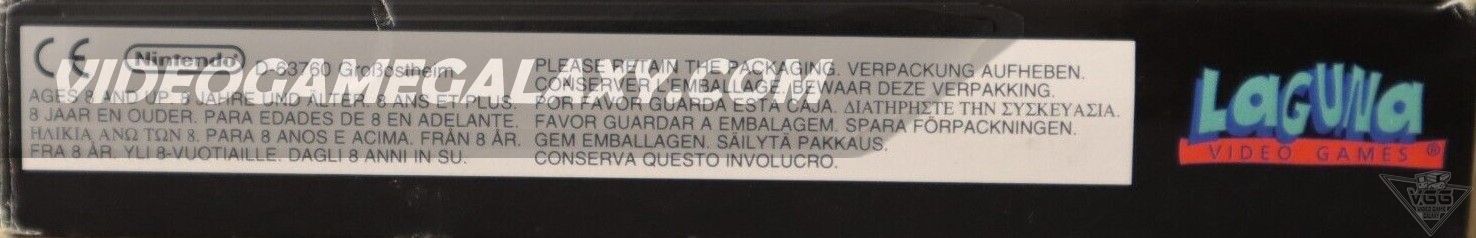 CE Nintendo® D-63760 Großostheim
AGES 8 AND UP. 8 JAHRE UND ÄLTER. 8 ANS ET PLUS.
8 JAAR EN OUDER. PARA EDADES DE 8 EN ADELANTE.
ΗΛΙΚΙΑ ΑΝΩ ΤΩΝ 8. PARA 8 ANOS E ACIMA. FRÅN 8 ÅR.
FRA 8 ÅR. YLI 8-VUOTIAILLE. DAGLI 8 ANNI IN SU.
PLEASE RETAIN THE PACKAGING. VERPACKUNG AUFHEBEN.
CONSERVER L'EMBALLAGE. BEWAAR DEZE VERPAKKING.
POR FAVOR GUARDA ESTA CAJA. ΔΙΑΤΗΡΗΣΤΕ ΤΗΝ ΣΥΣΚΕΥΑΣΙΑ.
FAVOR GUARDAR A EMBALAGEM. SPARA FÖRPACKNINGEN.
GEM EMBALLAGEN. SÄILYTÄ PAKKAUS.
CONSERVA QUESTO INVOLUCRO.
VIDEOGAMEGALAXY.COM
LAGUNA
VIDEO GAMES ®
VGG
VIDEO GAME
GALAXY